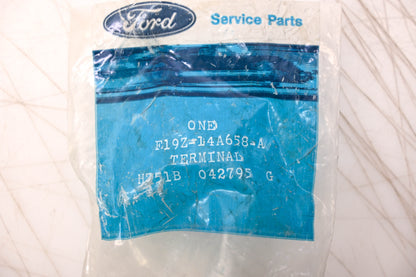 Ford Service Parts
ONE
F19Z-14A658-A
TERMINAL
H751B 042795 G